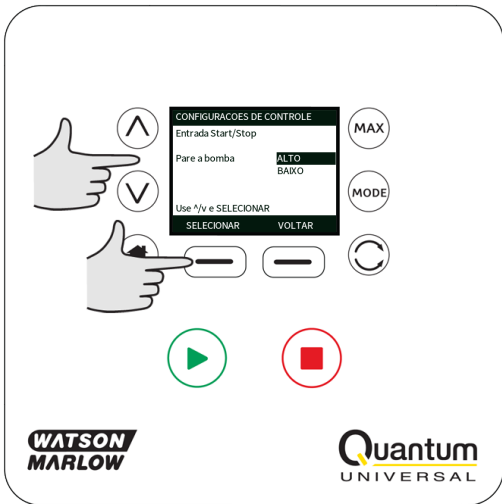 CONFIGURACOES DE CONTROLE
Entrada Start/Stop
Pare a bomba ALTO
BAIXO
Use ^/v e SELECIONAR
SELECIONAR VOLTAR
MAX
MODE
WATSON
MARLOW
Quantum
UNIVERSAL